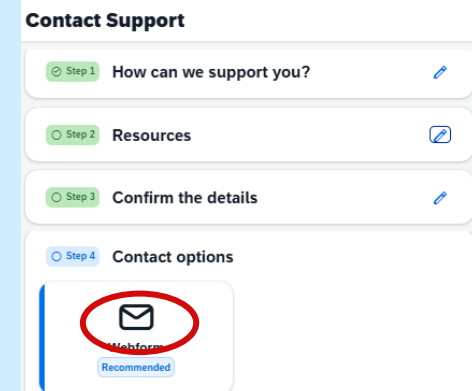 Contact Support
Step 1 How can we support you?
Step 2 Resources
Step 3 Confirm the details
Step 4 Contact options
Webform
Recommended